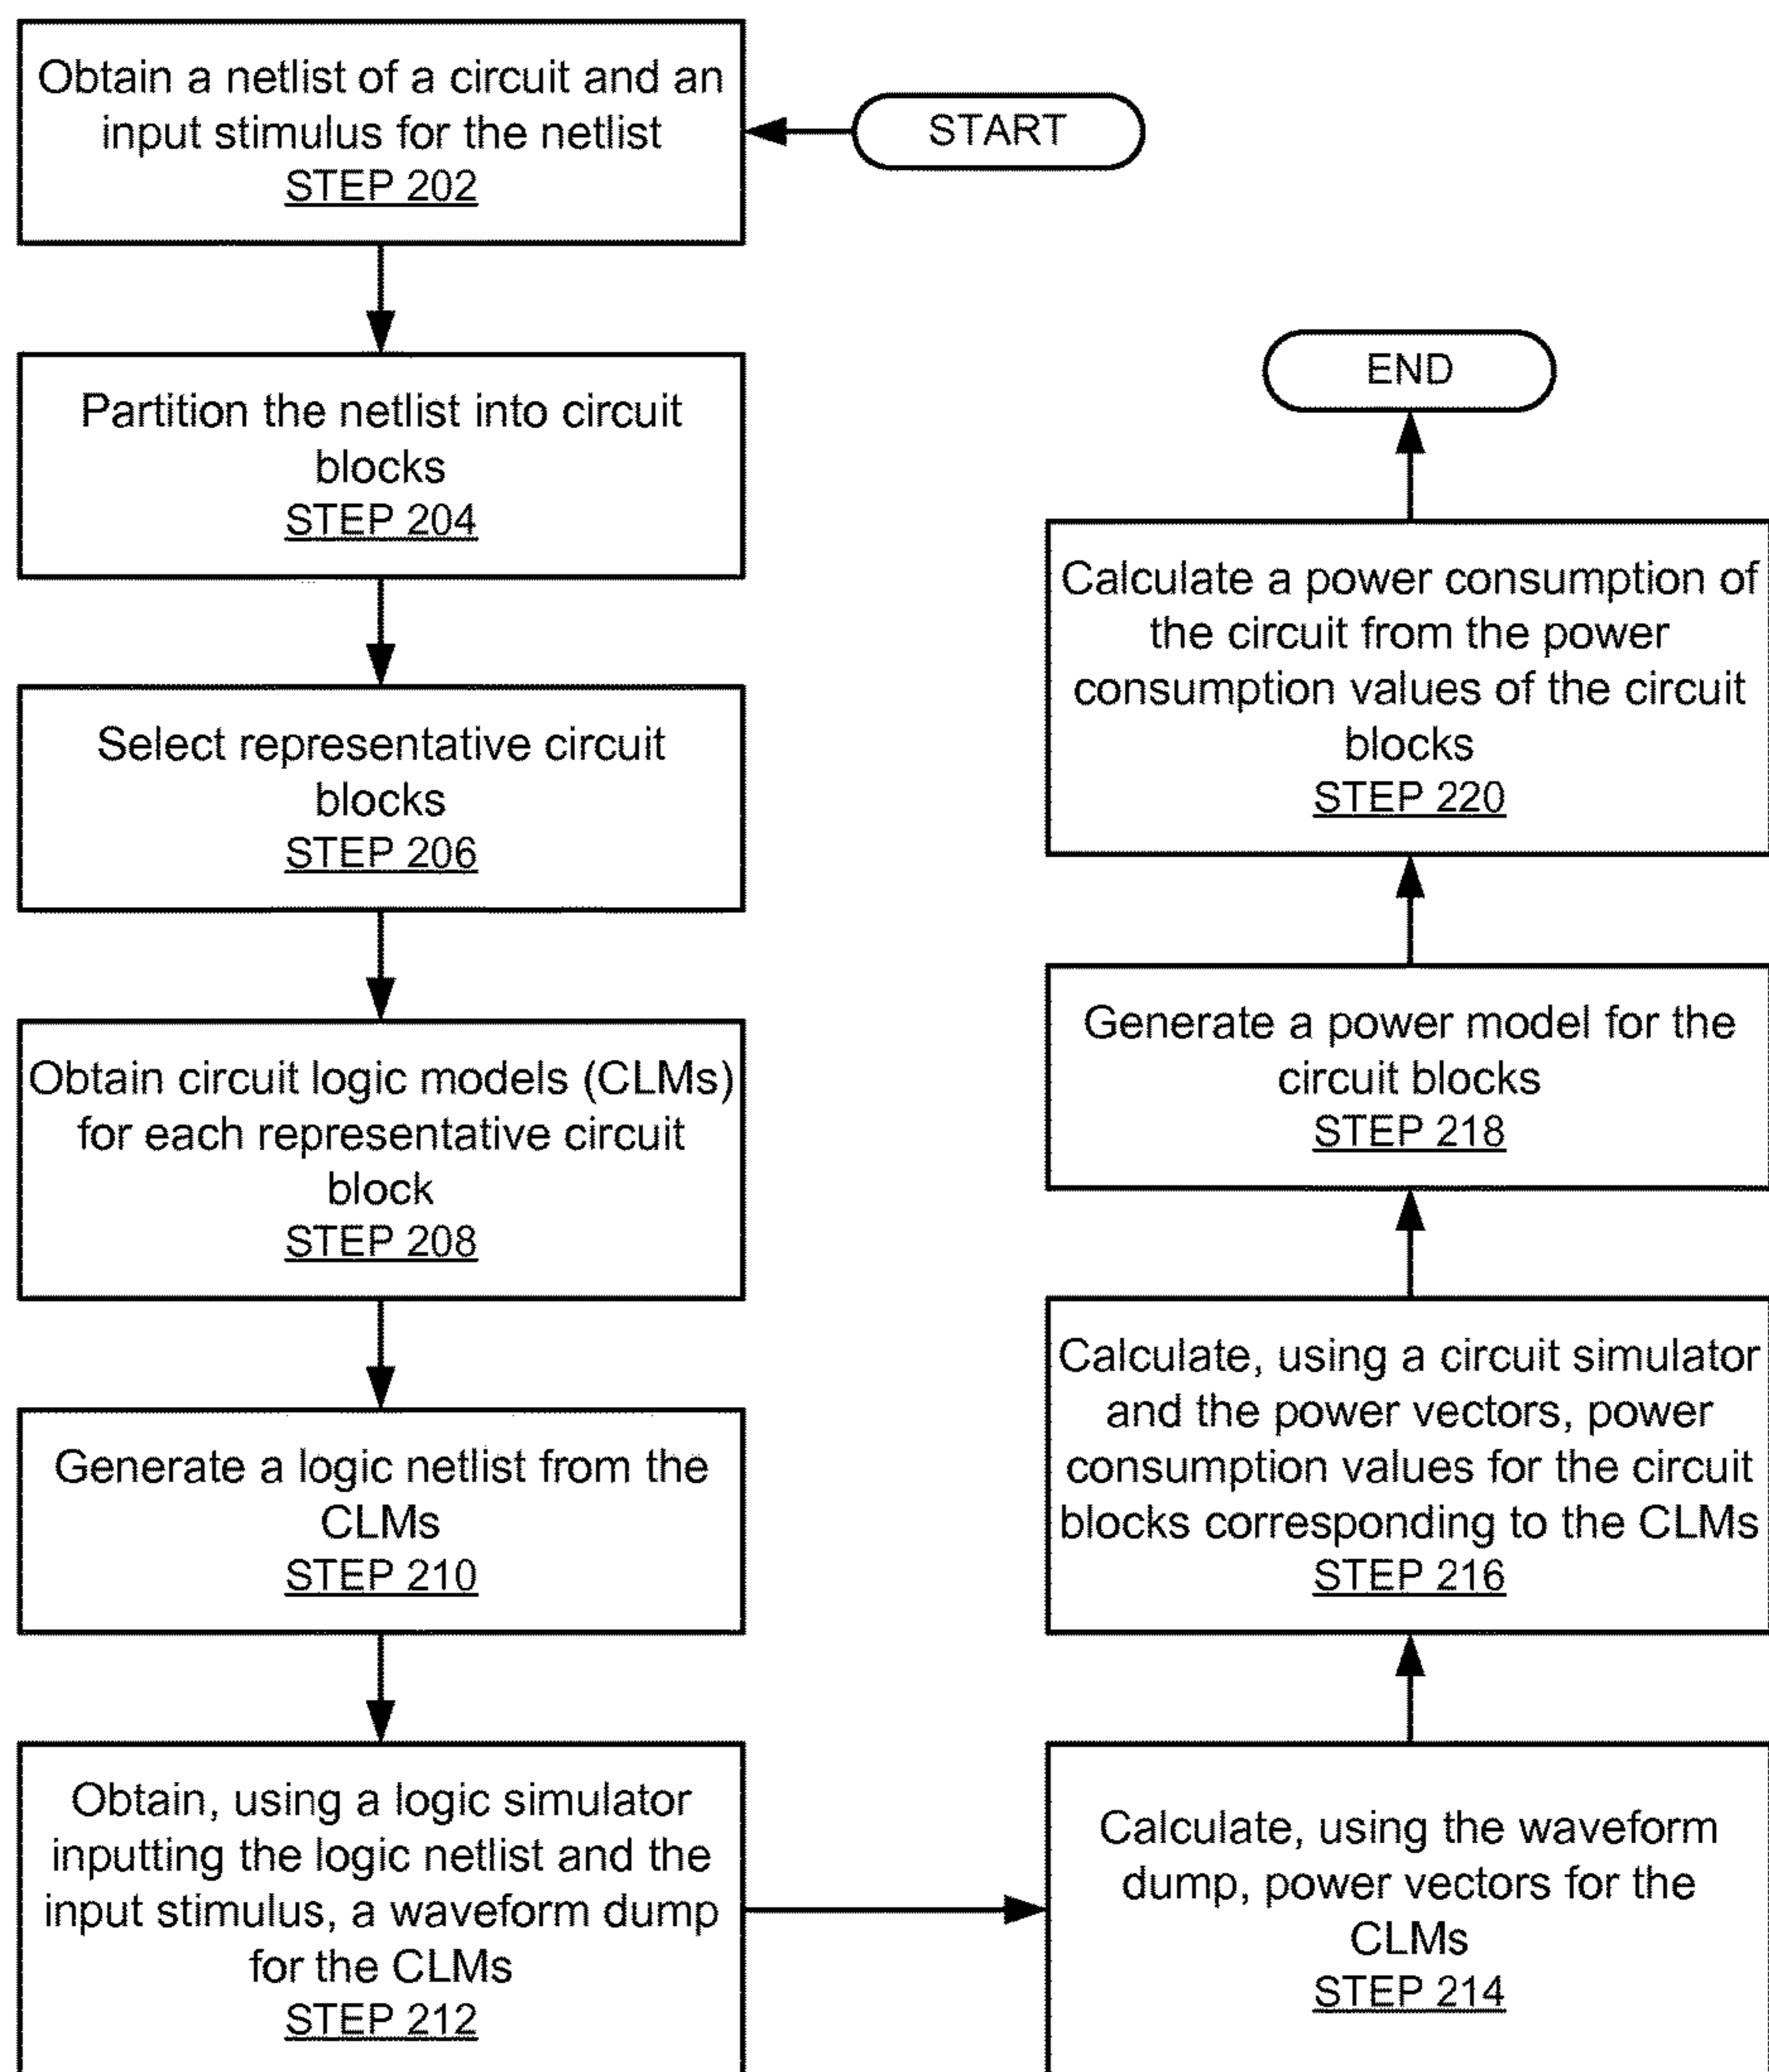 START
Obtain a netlist of a circuit and an
input stimulus for the netlist
STEP 202
Partition the netlist into circuit
blocks
STEP 204
Select representative circuit
blocks
STEP 206
Obtain circuit logic models (CLMs)
for each representative circuit
block
STEP 208
Generate a logic netlist from the
CLMs
STEP 210
Obtain, using a logic simulator
inputting the logic netlist and the
input stimulus, a waveform dump
for the CLMs
STEP 212
Calculate, using the waveform
dump, power vectors for the
CLMs
STEP 214
Calculate, using a circuit simulator
and the power vectors, power
consumption values for the circuit
blocks corresponding to the CLMs
STEP 216
Generate a power model for the
circuit blocks
STEP 218
Calculate a power consumption of
the circuit from the power
consumption values of the circuit
blocks
STEP 220
END